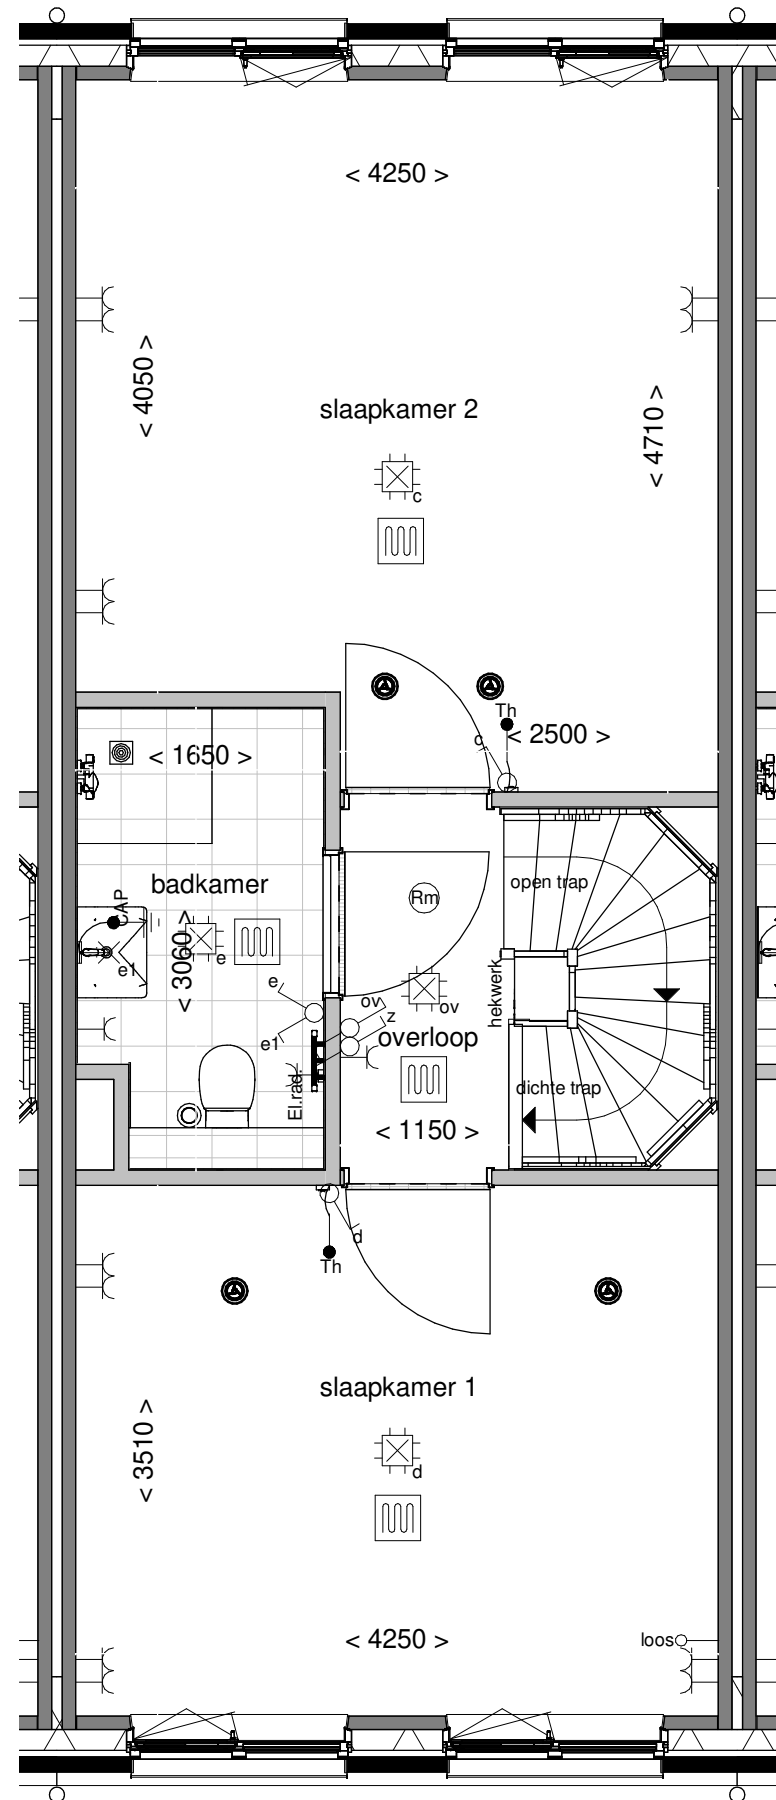 < 4250 >
< 4050 >
slaapkamer 2
< 4710 >
c
Th
c
< 2500 >
< 1650 >
badkamer
open trap
CAP
Rm
e1
< 3060 >
e
e
ov
z
ov
hekwerk
e1
overloop
El.rad.
dichte trap
< 1150 >
d
Th
slaapkamer 1
< 3510 >
d
< 4250 >
loos